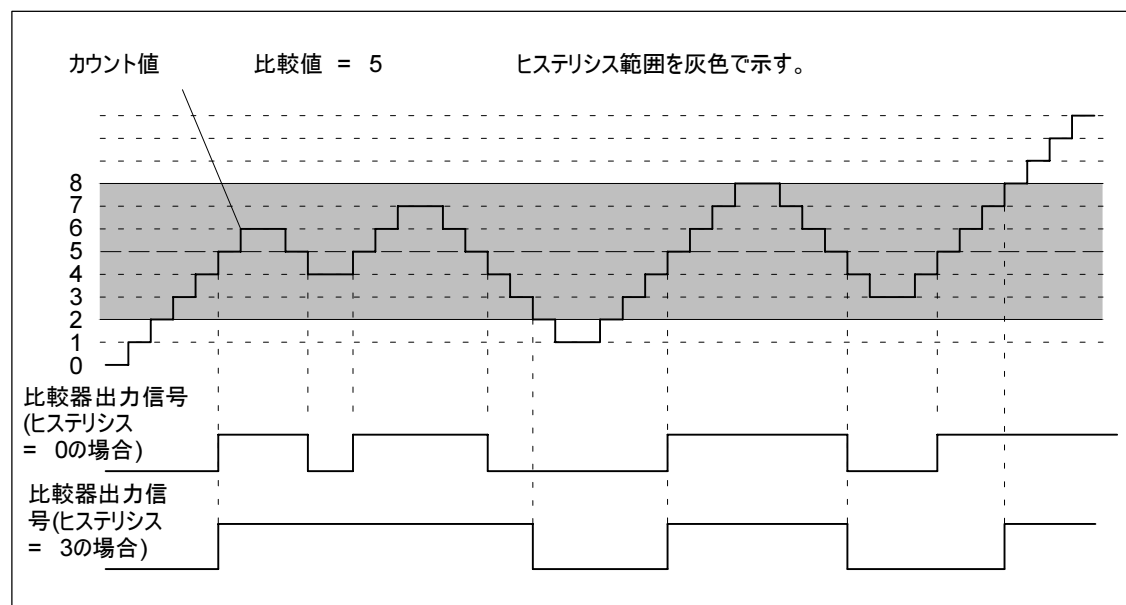 カウント値 比較値 = 5 ヒステリシス範囲を灰色で示す。
8
7
6
5
4
3
2
1
0
比較器出力信号
(ヒステリシス
= 0の場合)
比較器出力信
号(ヒステリシス
= 3の場合)